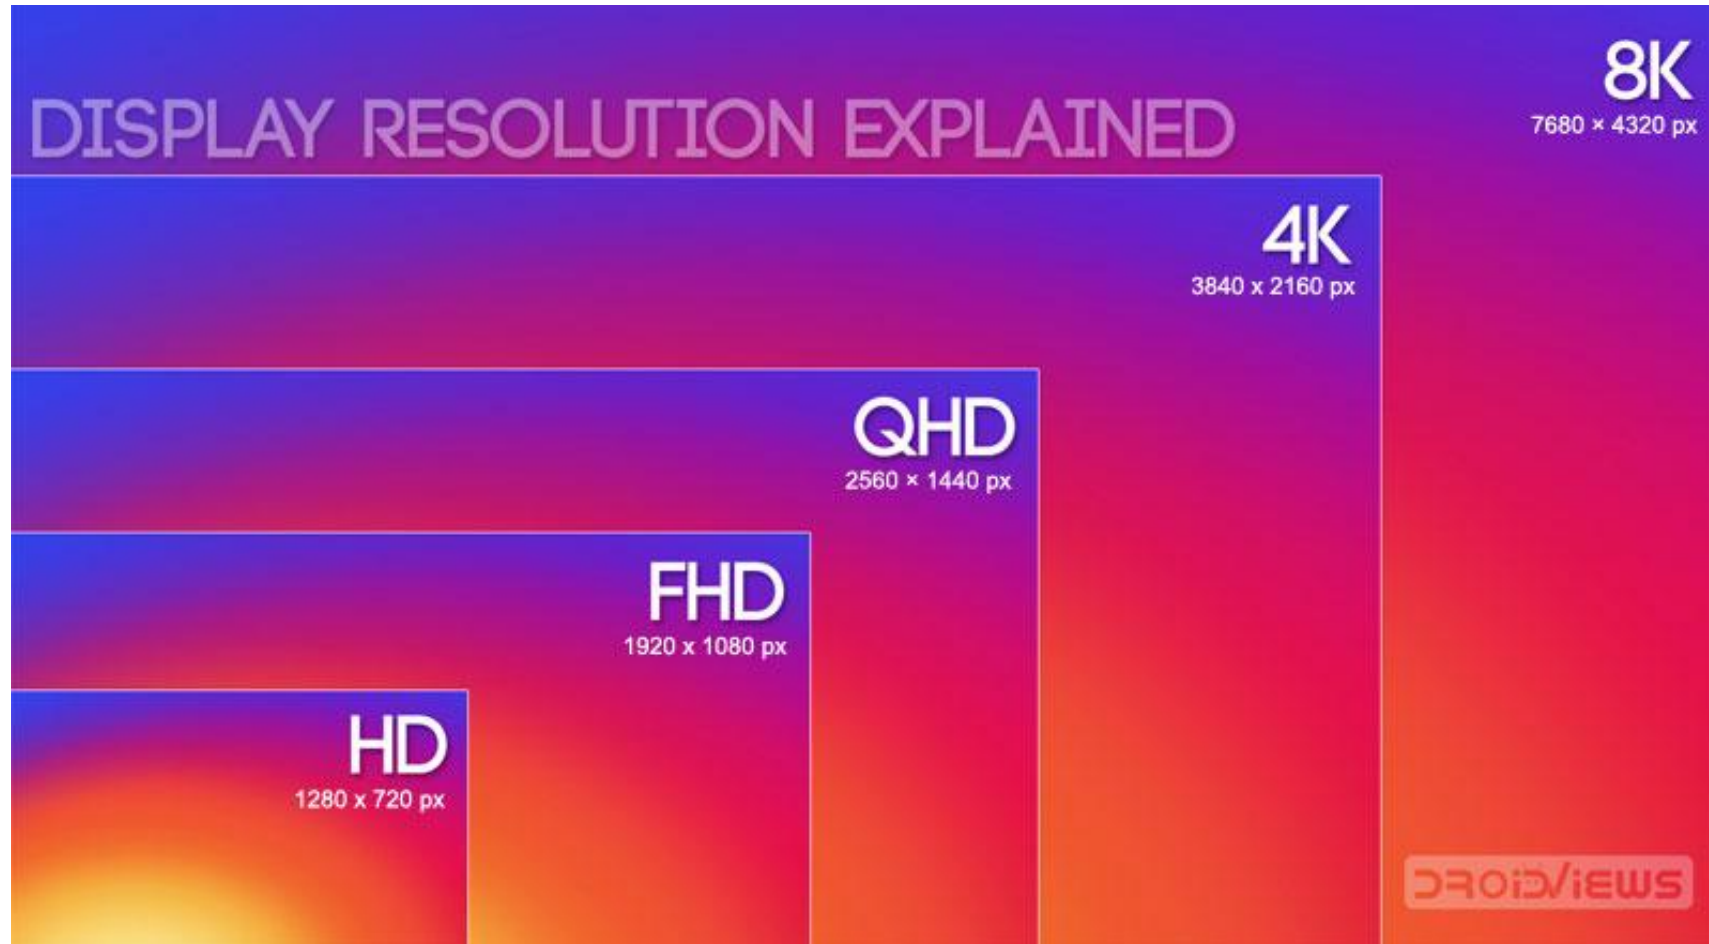 8K
7680 × 4320 px
DISPLAY RESOLUTION EXPLAINED
4K
3840 x 2160 px
QHD
2560 × 1440 px
FHD
1920 x 1080 px
HD
1280 x 720 px
DROIDVIEWS